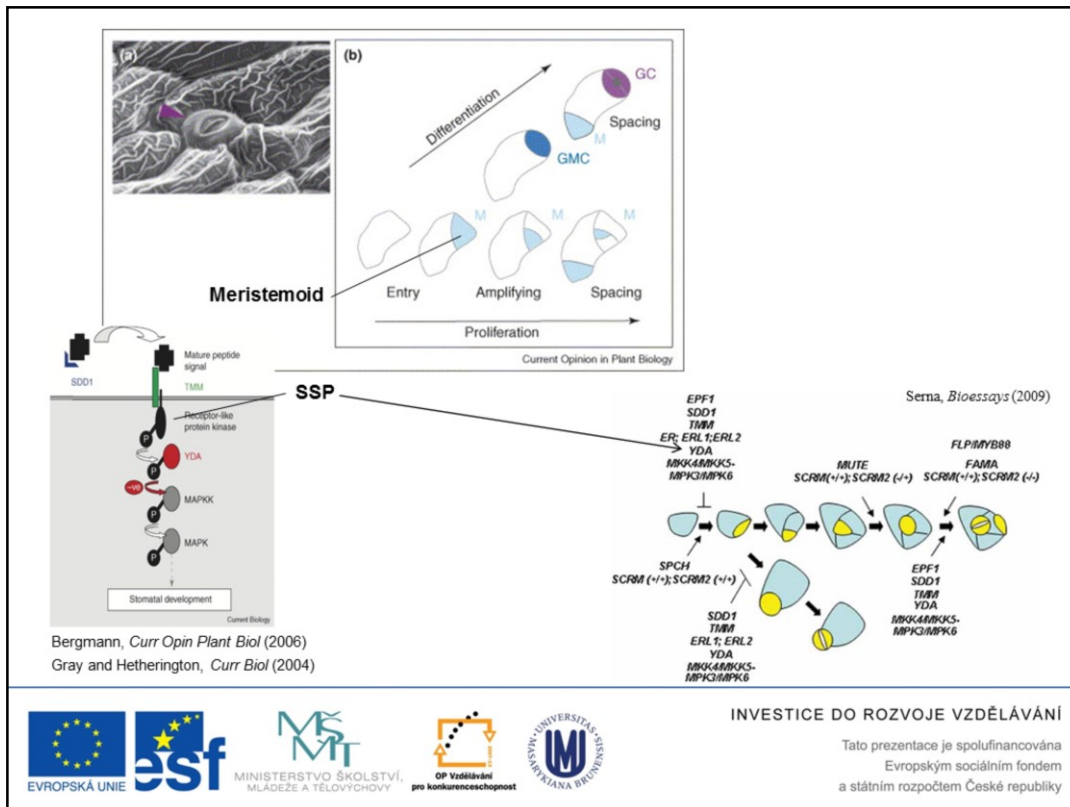 (a)
(b)
Differentiation
GC
Spacing
M
GMC
M
M
M
Meristemoid
Entry
Amplifying
Spacing
Proliferation
Current Opinion in Plant Biology
SDD1
Mature peptide
signal
TMM
SSP
Receptor-like
protein kinase
P
P
YDA
-ve
MAPKK
P
MAPK
P
Stomatal development
Current Biology
Bergmann, Curr Opin Plant Biol (2006)
Gray and Hetherington, Curr Biol (2004)
Serna, Bioessays (2009)
EPF1
SDD1
TMM
ER; ERL1;ERL2
YDA
MKK4/MKK5-
MPK3/MPK6
MUTE
SCRM(+/+);SCRM2 (-/+)
FLP/MYB88
FAMA
SCRM(+/+);SCRM2 (-/-)
SPCH
SCRM (+/+);SCRM2 (+/+)
SDD1
TMM
ERL1; ERL2
YDA
MKK4/MKK5-
MPK3/MPK6
EPF1
SDD1
TMM
YDA
MKK4/MKK5-
MPK3/MPK6
EVROPSKÁ UNIE
esf
MŠMT
MINISTERSTVO ŠKOLSTVÍ,
MLÁDEŽE A TĚLOVÝCHOVY
OP Vzdělávání
pro konkurenceschopnost
UNIVERSITAS
MASARYKIANA BRUNENSIS
INVESTICE DO ROZVOJE VZDĚLÁVÁNÍ
Tato prezentace je spolufinancována
Evropským sociálním fondem
a státním rozpočtem České republiky